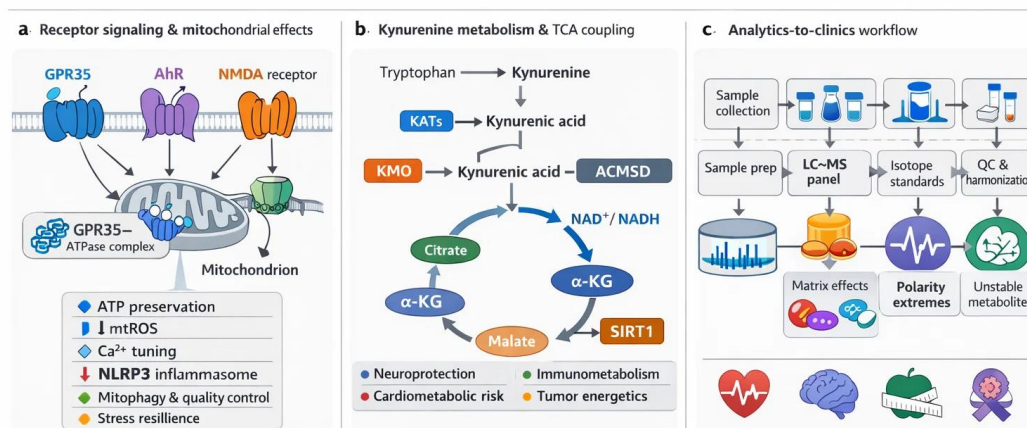 a. Receptor signaling & mitochondrial effects
GPR35
AhR
NMDA receptor
GPR35–
ATPase complex
Mitochondrion
ATP preservation
↓ mtROS
Ca²⁺ tuning
↓ NLRP3 inflammasome
Mitophagy & quality control
Stress resillience
b. Kynurenine metabolism & TCA coupling
Tryptophan → Kynurenine
KATs → Kynurenic acid
KMO → Kynurenic acid – ACMSD
NAD⁺/ NADH
Citrate
α-KG
α-KG
SIRT1
Malate
Neuroprotection
Immunometabolism
Cardiometabolic risk
Tumor energetics
c. Analytics-to-clinics workflow
Sample
collection
Sample prep
LC~MS
panel
Isotope
standards
QC &
harmonizatio
Matrix effects
Polarity
extremes
Unstable
metabolite